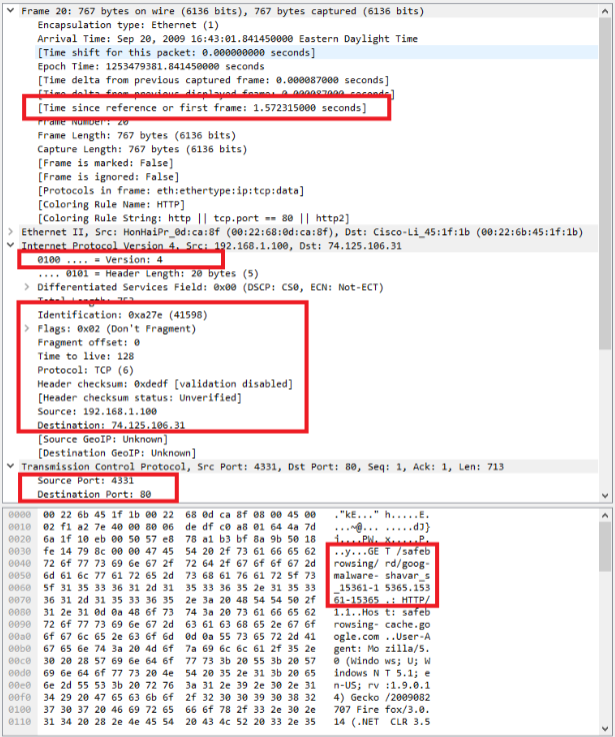 Frame 20: 767 bytes on wire (6136 bits), 767 bytes captured (6136 bits)
Encapsulation type: Ethernet (1)
Arrival Time: Sep 20, 2009 16:43:01.841450000 Eastern Daylight Time
[Time shift for this packet: 0.000000000 seconds]
Epoch Time: 1253479381.841450000 seconds
[Time delta from previous captured frame: 0.000087000 seconds]
[Time delta from previous displayed frame: 0.000087000 seconds]
[Time since reference or first frame: 1.572315000 seconds]
Frame Number: 20
Frame Length: 767 bytes (6136 bits)
Capture Length: 767 bytes (6136 bits)
[Frame is marked: False]
[Frame is ignored: False]
[Protocols in frame: eth:ethertype:ip:tcp:data]
[Coloring Rule Name: HTTP]
[Coloring Rule String: http || tcp.port == 80 || http2]
Ethernet II, Src: HonHaiPr_0d:ca:8f (00:22:68:0d:ca:8f), Dst: Cisco-Li_45:1f:1b (00:22:6b:45:1f:1b)
Internet Protocol Version 4, Src: 192.168.1.100, Dst: 74.125.106.31
0100 .... = Version: 4
.... 0101 = Header Length: 20 bytes (5)
Differentiated Services Field: 0x00 (DSCP: CS0, ECN: Not-ECT)
Total Length: 753
Identification: 0xa27e (41598)
Flags: 0x02 (Don't Fragment)
Fragment offset: 0
Time to live: 128
Protocol: TCP (6)
Header checksum: 0xdedf [validation disabled]
[Header checksum status: Unverified]
Source: 192.168.1.100
Destination: 74.125.106.31
[Source GeoIP: Unknown]
[Destination GeoIP: Unknown]
Transmission Control Protocol, Src Port: 4331, Dst Port: 80, Seq: 1, Ack: 1, Len: 713
Source Port: 4331
Destination Port: 80
0000 00 22 6b 45 1f 1b 00 22 68 0d ca 8f 08 00 45 00 ."kE..." h.....E.
0010 02 f1 a2 7e 40 00 80 06 de df c0 a8 01 64 4a 7d ...~@... .....dJ}
0020 6a 1f 10 eb 00 50 57 e8 78 a1 b3 bf 8a 9b 50 18 j....PW. x.....P.
0030 fe 14 79 8c 00 00 47 45 54 20 2f 73 61 66 65 62 ..y...GE T /safeb
0040 72 6f 77 73 69 6e 67 2f 72 64 2f 67 6f 6f 67 2d rowsing/ rd/goog-
0050 6d 61 6c 77 61 72 65 2d 73 68 61 76 61 72 5f 73 malware- shavar_s
0060 5f 31 35 33 36 31 2d 31 35 33 36 35 2e 31 35 33 _15361-1 5365.153
0070 36 31 2d 31 35 33 36 35 2e 3a 20 48 54 54 50 2f 61-15365 .: HTTP/
0080 31 2e 31 0d 0a 48 6f 73 74 3a 20 73 61 66 65 62 1.1..Hos t: safeb
0090 72 6f 77 73 69 6e 67 2d 63 61 63 68 65 2e 67 6f rowsing- cache.go
00a0 6f 67 6c 65 2e 63 6f 6d 0d 0a 55 73 65 72 2d 41 ogle.com ..User-A
00b0 67 65 6e 74 3a 20 4d 6f 7a 69 6c 6c 61 2f 35 2e gent: Mo zilla/5.
00c0 30 20 28 57 69 6e 64 6f 77 73 3b 20 55 3b 20 57 0 (Windo ws; U; W
00d0 69 6e 64 6f 77 73 20 4e 54 20 35 2e 31 3b 20 65 indows N T 5.1; e
00e0 6e 2d 55 53 3b 20 72 76 3a 31 2e 39 2e 30 2e 31 n-US; rv :1.9.0.1
00f0 34 29 20 47 65 63 6b 6f 2f 32 30 30 39 30 38 32 4) Gecko /2009082
0100 37 30 37 20 46 69 72 65 66 6f 78 2f 33 2e 30 2e 707 Fire fox/3.0.
0110 31 34 20 28 2e 4e 45 54 20 43 4c 52 20 33 2e 35 14 (.NET CLR 3.5